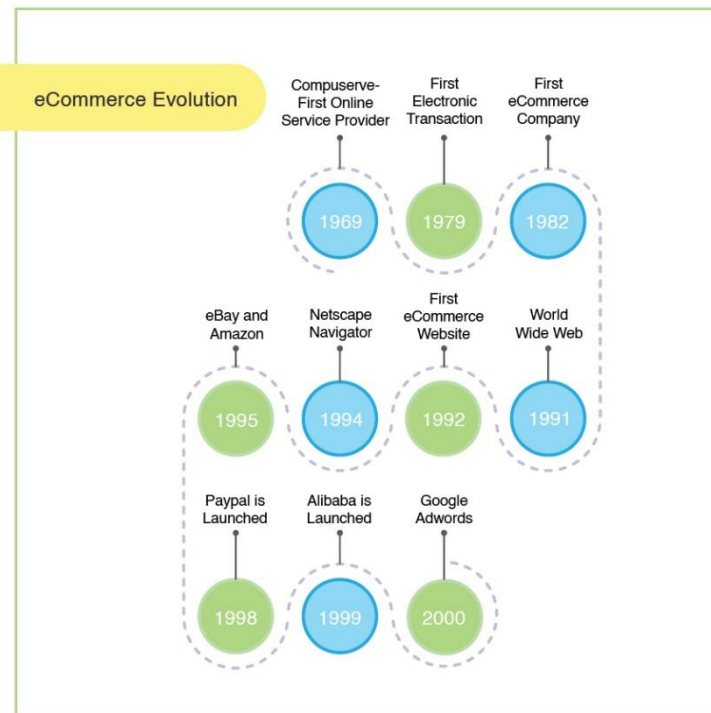 eCommerce Evolution
Compuserve-
First Online
Service Provider
1969
First
Electronic
Transaction
1979
First
eCommerce
Company
1982
World
Wide Web
1991
First
eCommerce
Website
1992
Netscape
Navigator
1994
eBay and
Amazon
1995
Paypal is
Launched
1998
Alibaba is
Launched
1999
Google
Adwords
2000